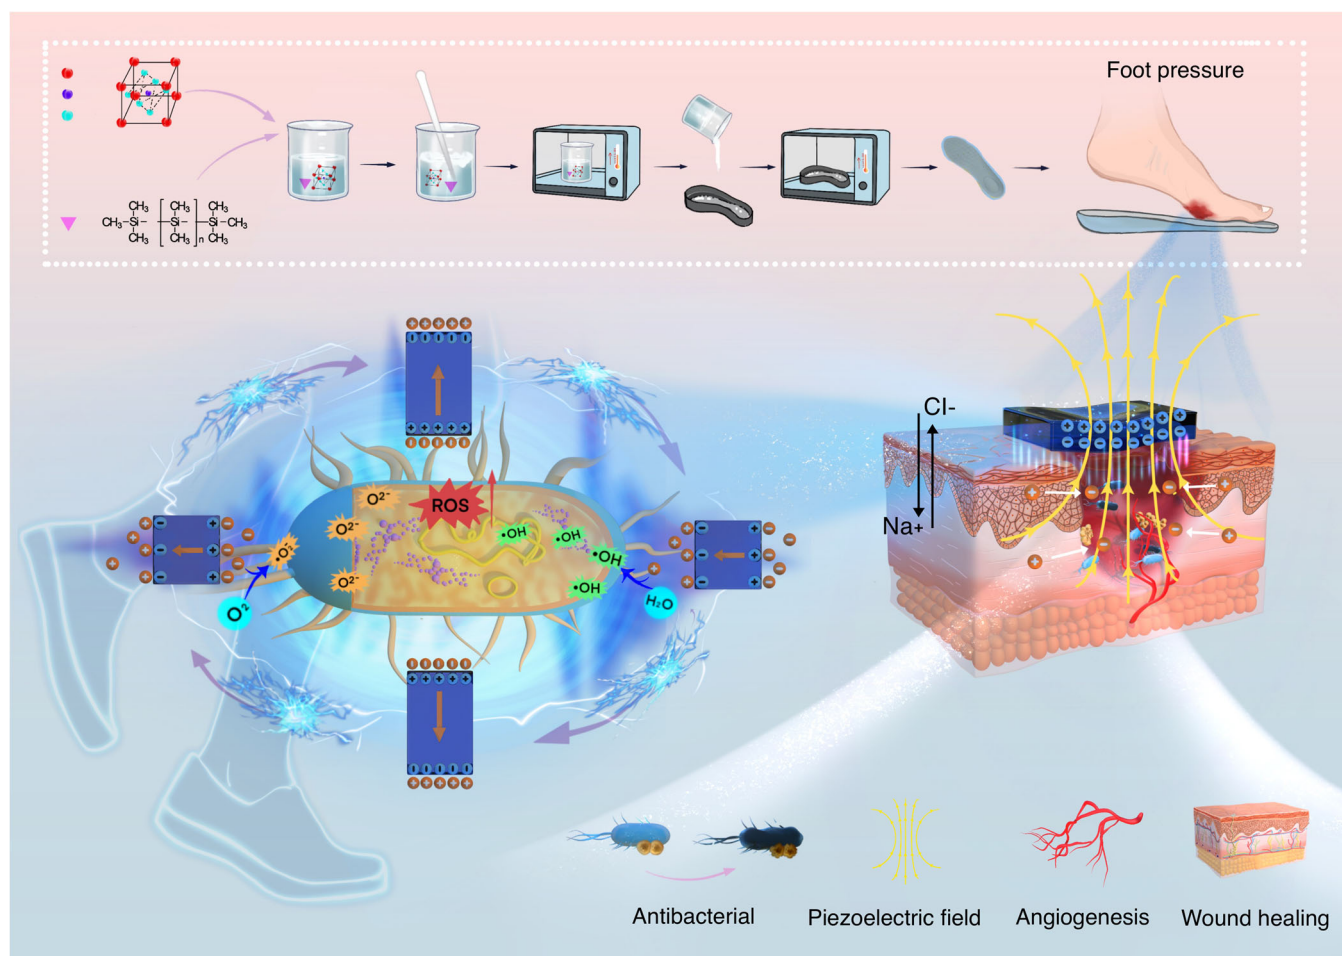 Foot pressure
CH₃ CH₃ CH₃
CH₃-Si-[Si]n-Si-CH₃
CH₃ CH₃ CH₃
Cl-
Na+
O²⁻
ROS
O²⁻
•OH
•OH
•O⁻₂
•OH
O²⁻
•OH
O₂
H₂O
Antibacterial
Piezoelectric field
Angiogenesis
Wound healing